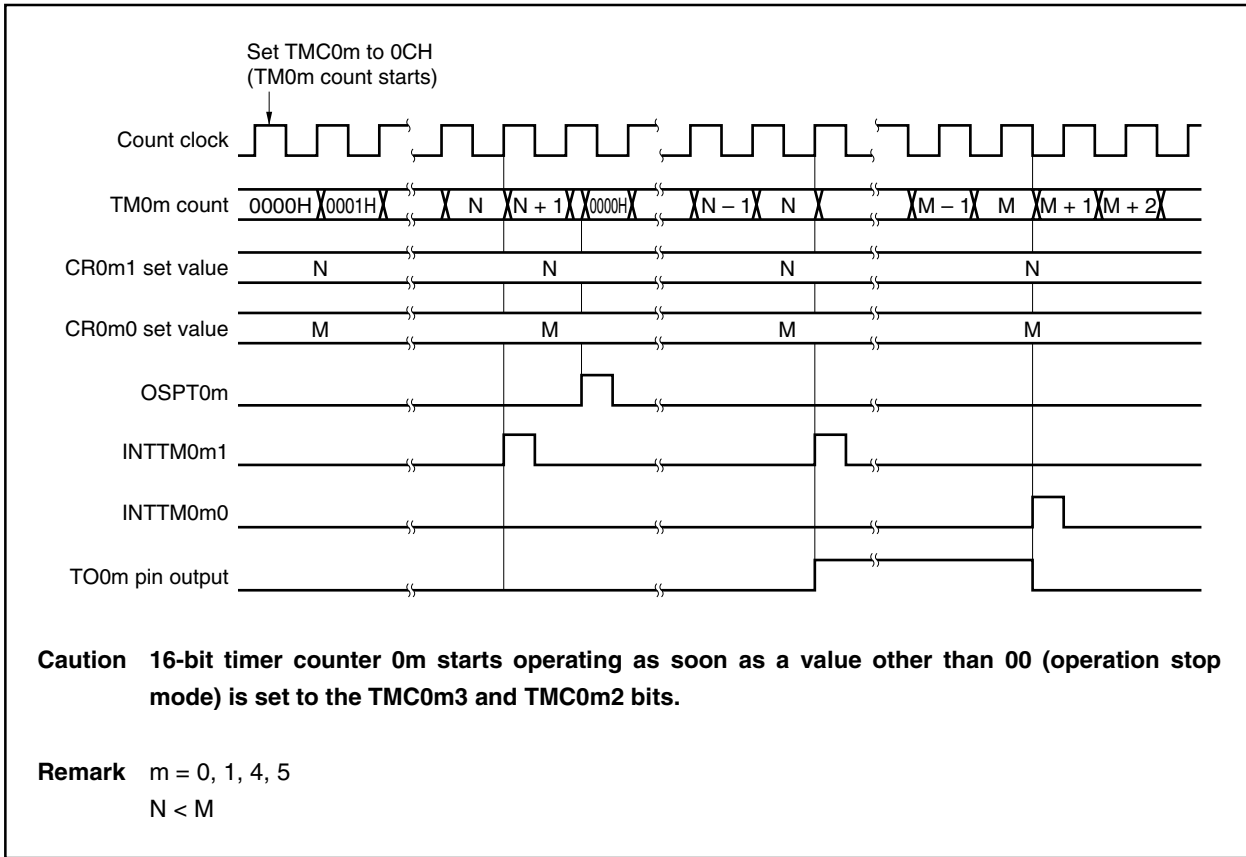 Set TMC0m to 0CH
(TM0m count starts)
Count clock
TM0m count 0000H 0001H N N + 1 0000H N – 1 N M – 1 M M + 1 M + 2
CR0m1 set value N N N N
CR0m0 set value M M M M
OSPT0m
INTTM0m1
INTTM0m0
TO0m pin output
Caution 16-bit timer counter 0m starts operating as soon as a value other than 00 (operation stop
mode) is set to the TMC0m3 and TMC0m2 bits.
Remark m = 0, 1, 4, 5
N < M